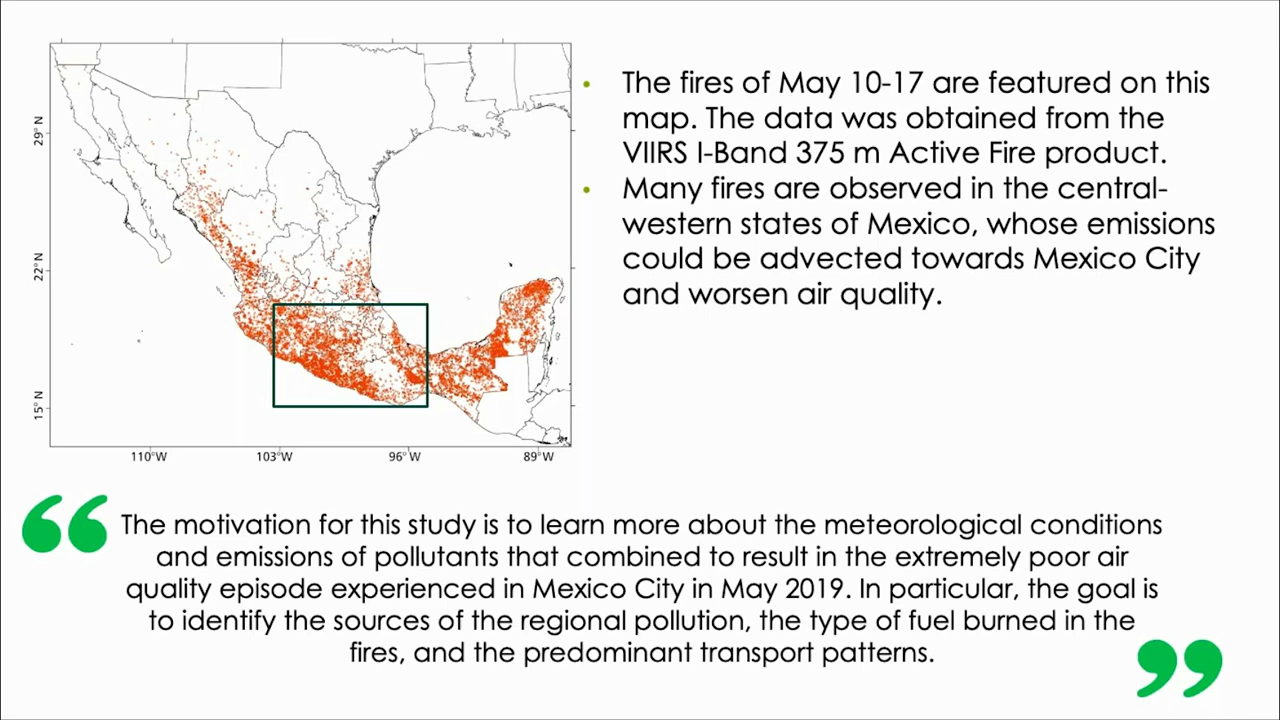 • The fires of May 10-17 are featured on this
map. The data was obtained from the
VIIRS I-Band 375 m Active Fire product.
• Many fires are observed in the central-
western states of Mexico, whose emissions
could be advected towards Mexico City
and worsen air quality.
29° N
22° N
15° N
110°W
103°W
96°W
89°W
“The motivation for this study is to learn more about the meteorological conditions
and emissions of pollutants that combined to result in the extremely poor air
quality episode experienced in Mexico City in May 2019. In particular, the goal is
to identify the sources of the regional pollution, the type of fuel burned in the
fires, and the predominant transport patterns.”